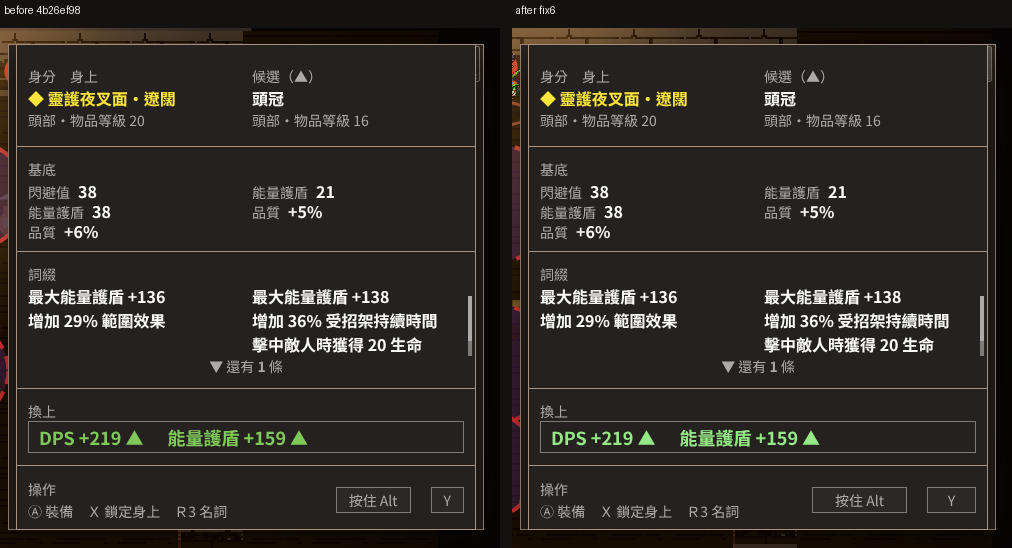 before 4b26ef98
身分 身上
候選（▲）
◆ 靈護夜叉面・遼闊
頭冠
頭部・物品等級 20
頭部・物品等級 16
基底
閃避值 38
能量護盾 21
能量護盾 38
品質 +5%
品質 +6%
詞綴
最大能量護盾 +136
最大能量護盾 +138
增加 29% 範圍效果
增加 36% 受招架持續時間
擊中敵人時獲得 20 生命
▼還有 1 條
換上
DPS +219 ▲ 能量護盾 +159 ▲
操作
Ⓐ 裝備 X 鎖定身上 R3 名詞
按住 Alt
Y
after fix6
身分 身上
候選（▲）
◆ 靈護夜叉面・遼闊
頭冠
頭部・物品等級 20
頭部・物品等級 16
基底
閃避值 38
能量護盾 21
能量護盾 38
品質 +5%
品質 +6%
詞綴
最大能量護盾 +136
最大能量護盾 +138
增加 29% 範圍效果
增加 36% 受招架持續時間
擊中敵人時獲得 20 生命
▼還有 1 條
換上
DPS +219 ▲ 能量護盾 +159 ▲
操作
Ⓐ 裝備 X 鎖定身上 R3 名詞
按住 Alt
Y